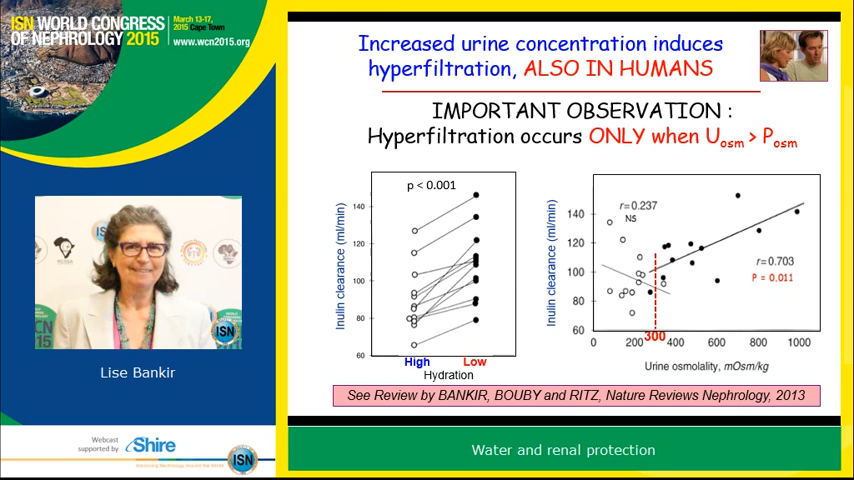 ISN WORLD CONGRESS
OF NEPHROLOGY 2015
March 13-17,
2015 Cape Town
www.wcn2015.org
ISN
Lise Bankir
Webcast
supported by
Shire
ISN
Increased urine concentration induces
hyperfiltration, ALSO IN HUMANS
IMPORTANT OBSERVATION :
Hyperfiltration occurs ONLY when Uosm > Posm
p < 0.001
Inulin clearance (ml/min)
140
120
100
80
60
High
Low
Hydration
r = 0.237
NS
r = 0.703
P = 0,011
Inulin clearance (ml/min)
140
120
100
80
60
300
0
200
400
600
800
1000
Urine osmolality, mOsm/kg
See Review by BANKIR, BOUBY and RITZ, Nature Reviews Nephrology, 2013
Water and renal protection